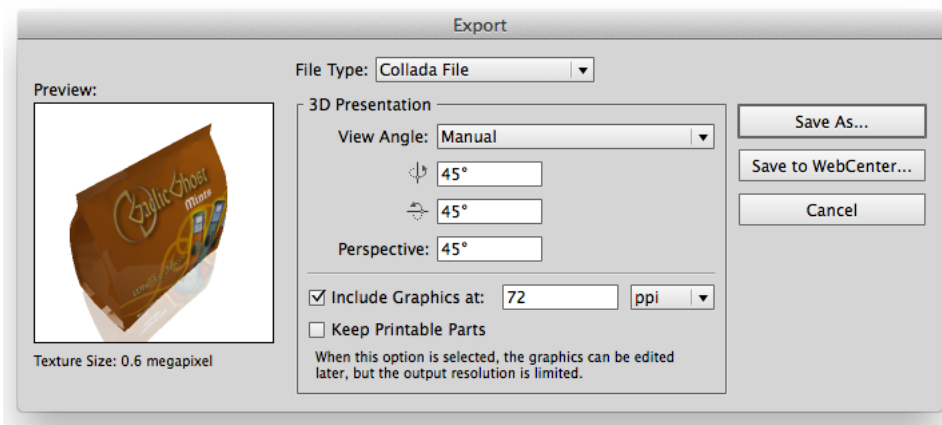 Export
File Type: Collada File
Preview:
3D Presentation
View Angle: Manual
45°
45°
Perspective: 45°
Include Graphics at: 72 ppi
Keep Printable Parts
When this option is selected, the graphics can be edited
later, but the output resolution is limited.
Save As...
Save to WebCenter...
Cancel
GaelicGhost
Mints
Texture Size: 0.6 megapixel